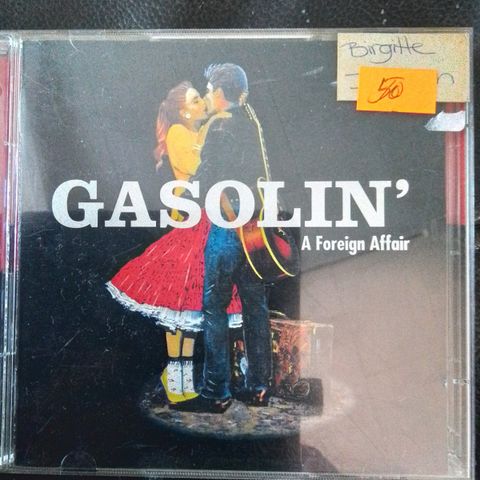 Birgitte
50
GASOLIN'
A Foreign Affair